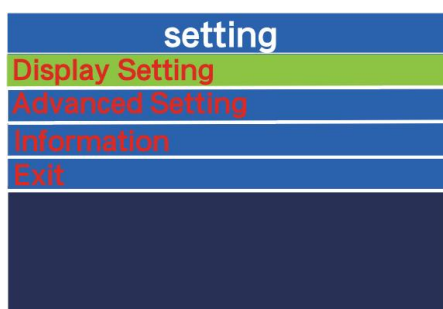 setting
Display Setting
Advanced Setting
Information
Exit